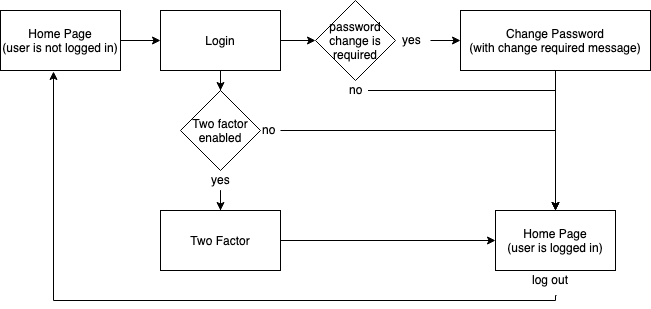 Home Page
(user is not logged in)
Login
password
change is
required
yes
Change Password
(with change required message)
no
Two factor
enabled
no
yes
Two Factor
Home Page
(user is logged in)
log out